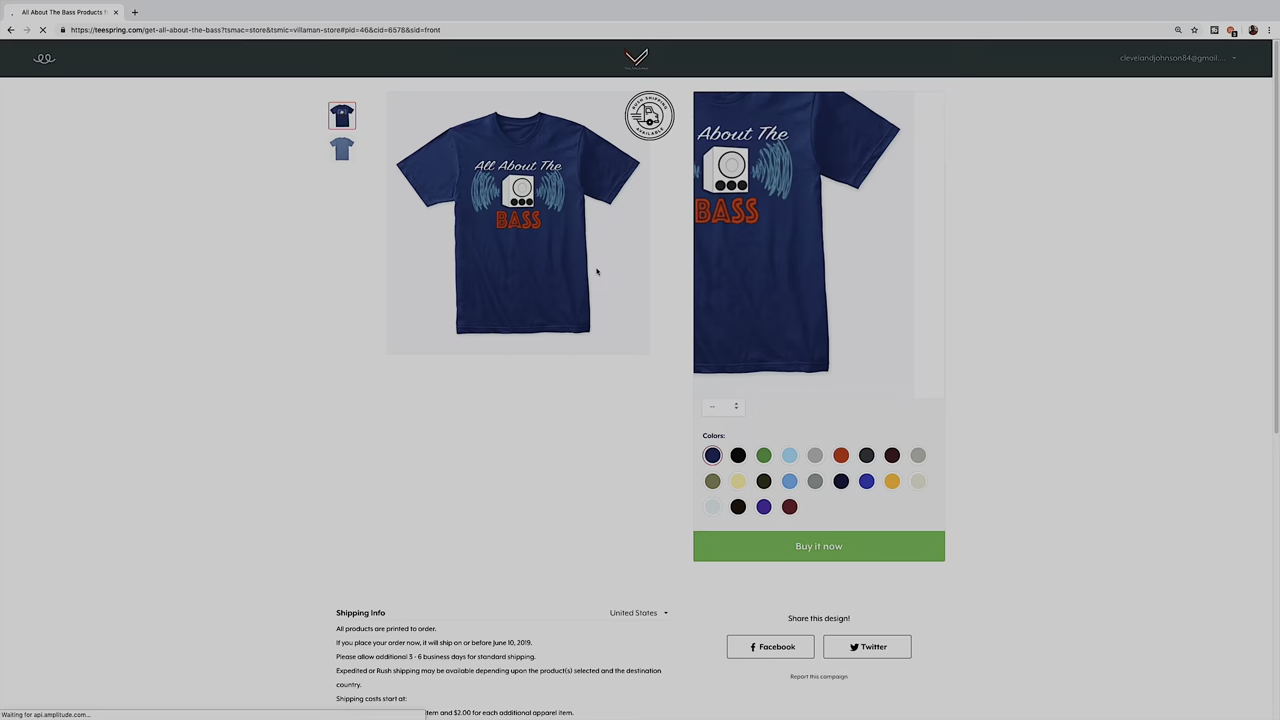 All About The Bass Products f
https://teespring.com/get-all-about-the-bass?tsmac=store&tsmic=villaman-store#pid=46&cid=6578&sid=front
clevelandjohnson84@gmail....
RUSH SHIPPING
AVAILABLE
All About The
BASS
About The
BASS
--
Colors:
Buy it now
Shipping Info
United States
All products are printed to order.
If you place your order now, it will ship on or before June 10, 2019.
Please allow additional 3 - 6 business days for standard shipping.
Expedited or Rush shipping may be available depending upon the product(s) selected and the destination
country.
Shipping costs start at:
item and $2.00 for each additional apparel item.
Share this design!
Facebook
Twitter
Report this campaign
Waiting for api.amplitude.com...